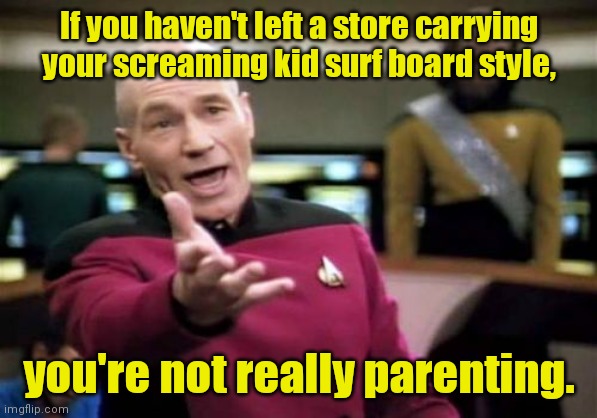 If you haven't left a store carrying
your screaming kid surf board style,
you're not really parenting.
imgflip.com